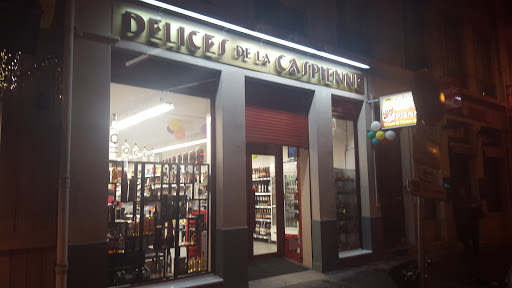 DELICES DE LA CASPIENNE